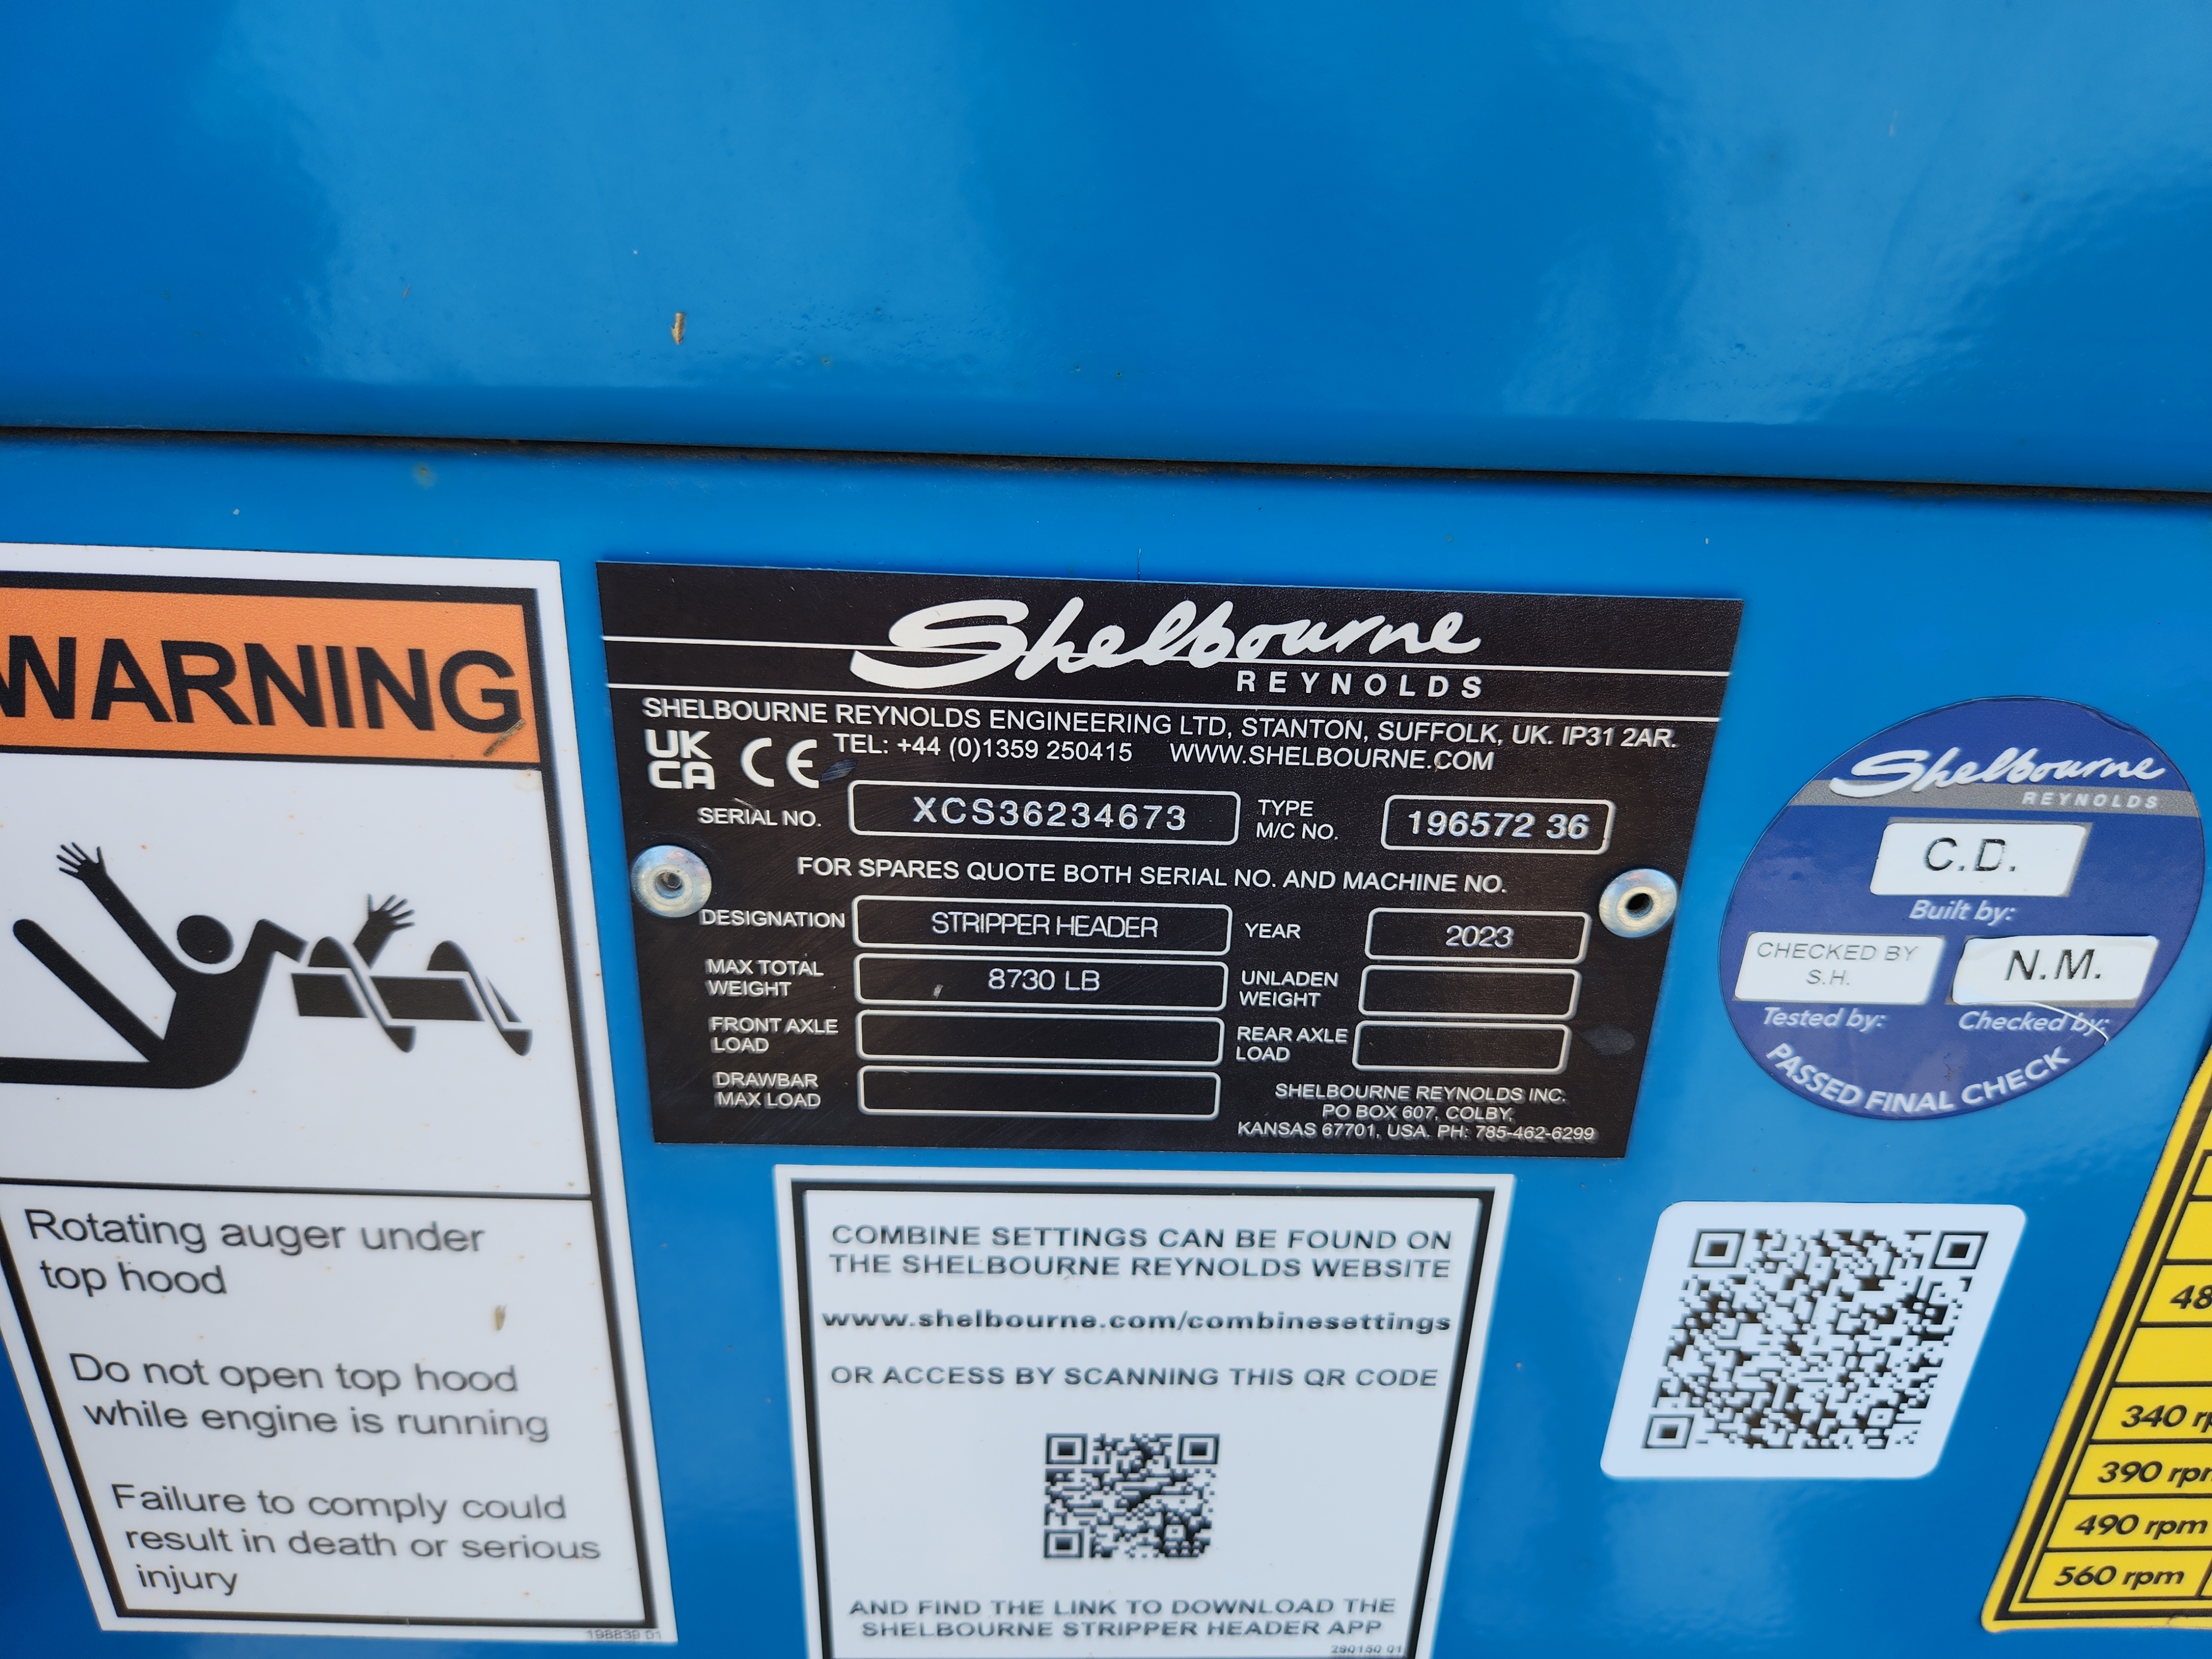 WARNING
Rotating auger under
top hood
Do not open top hood
while engine is running
Failure to comply could
result in death or serious
injury
198839 01
Shelbourne
REYNOLDS
SHELBOURNE REYNOLDS ENGINEERING LTD, STANTON, SUFFOLK, UK. IP31 2AR.
UK
CA CE TEL: +44 (0)1359 250415 WWW.SHELBOURNE.COM
SERIAL NO. XCS36234673 TYPE M/C NO. 196572 36
FOR SPARES QUOTE BOTH SERIAL NO. AND MACHINE NO.
DESIGNATION STRIPPER HEADER YEAR 2023
MAX TOTAL WEIGHT 8730 LB UNLADEN WEIGHT
FRONT AXLE LOAD REAR AXLE LOAD
DRAWBAR MAX LOAD
SHELBOURNE REYNOLDS INC.
PO BOX 607, COLBY,
KANSAS 67701, USA. PH: 785-462-6299
COMBINE SETTINGS CAN BE FOUND ON
THE SHELBOURNE REYNOLDS WEBSITE
www.shelbourne.com/combinesettings
OR ACCESS BY SCANNING THIS QR CODE
AND FIND THE LINK TO DOWNLOAD THE
SHELBOURNE STRIPPER HEADER APP
290150 01
Shelbourne
REYNOLDS
C.D.
Built by:
CHECKED BY
S.H.
N.M.
Tested by: Checked by:
PASSED FINAL CHECK
48
340 r
390 rp
490 rpm
560 rpm